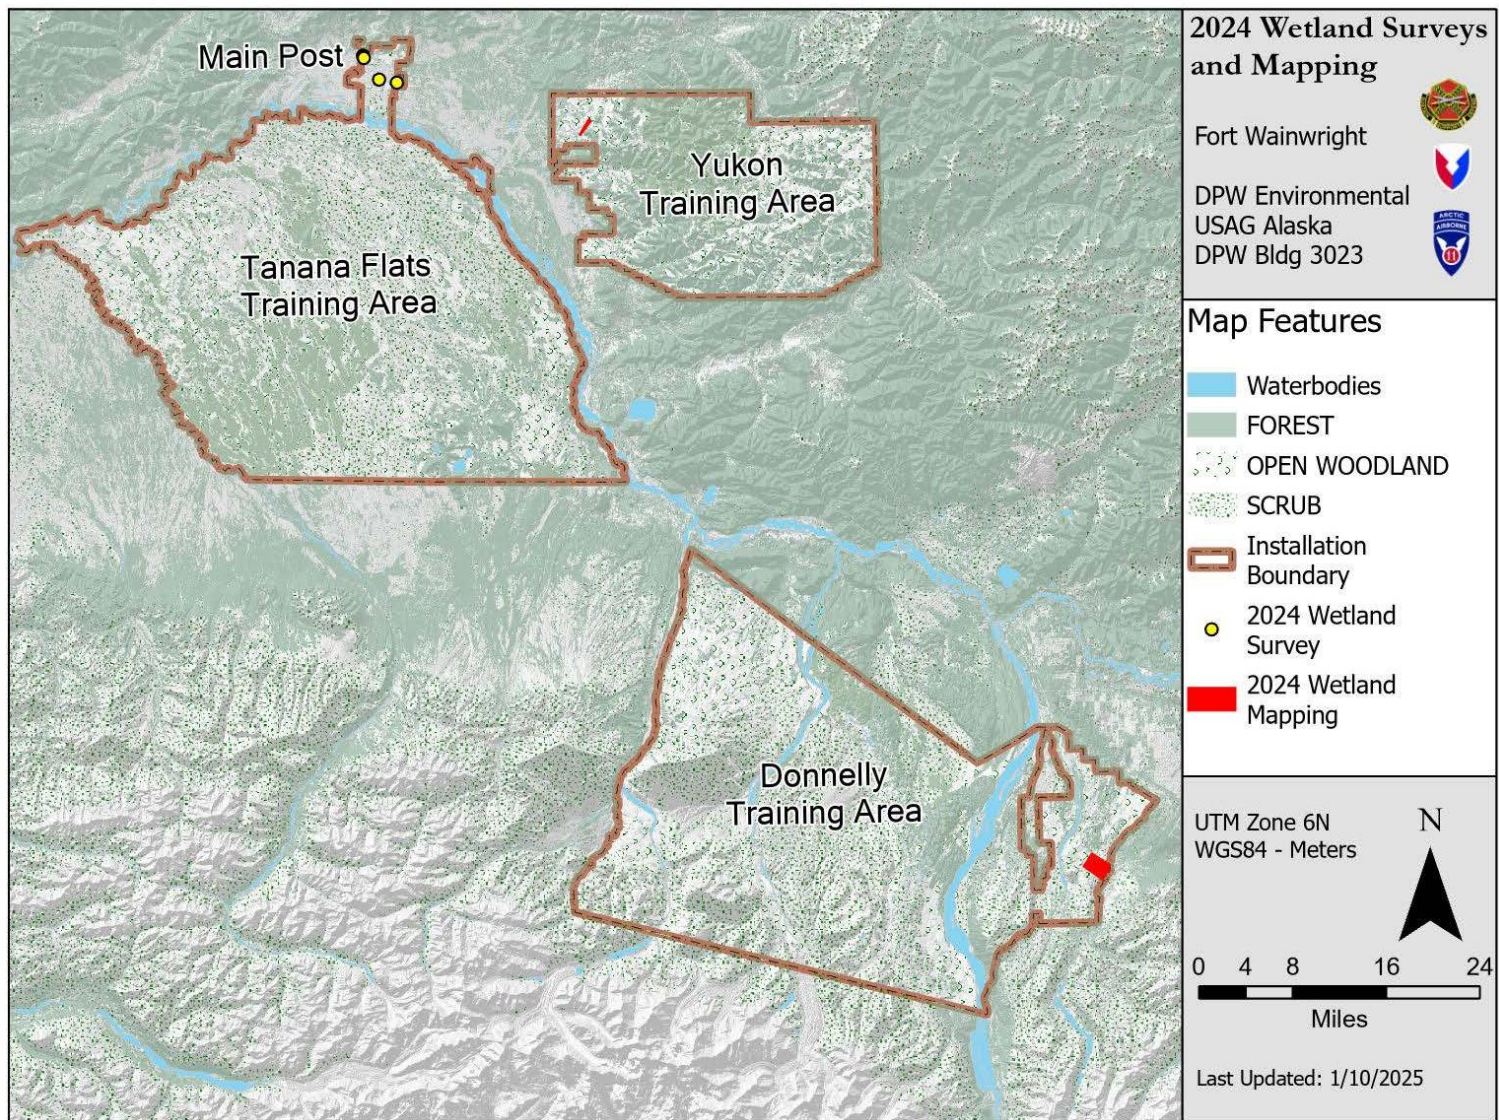 Main Post
Yukon
Training Area
Tanana Flats
Training Area
Donnelly
Training Area
2024 Wetland Surveys
and Mapping
Fort Wainwright
DPW Environmental
USAG Alaska
DPW Bldg 3023
ARCTIC
AIRBORNE
11
Map Features
Waterbodies
FOREST
OPEN WOODLAND
SCRUB
Installation
Boundary
2024 Wetland
Survey
2024 Wetland
Mapping
UTM Zone 6N
WGS84 - Meters
N
0 4 8 16 24
Miles
Last Updated: 1/10/2025